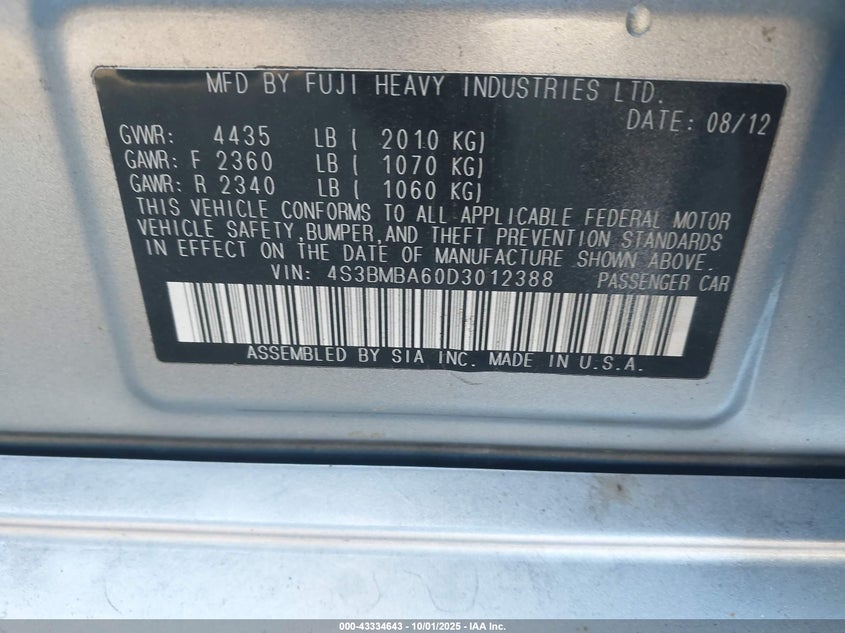 MFD BY FUJI HEAVY INDUSTRIES LTD.
DATE: 08/12
GVWR: 4435 LB ( 2010 KG)
GAWR: F 2360 LB ( 1070 KG)
GAWR: R 2340 LB ( 1060 KG)
THIS VEHICLE CONFORMS TO ALL APPLICABLE FEDERAL MOTOR
VEHICLE SAFETY,BUMPER,AND THEFT PREVENTION STANDARDS
IN EFFECT ON THE DATE OF MANUFACTURE SHOWN ABOVE.
VIN: 4S3BMBA60D3012388 PASSENGER CAR
ASSEMBLED BY SIA INC. MADE IN U.S.A.
000-43334643 - 10/01/2025 - IAA Inc.